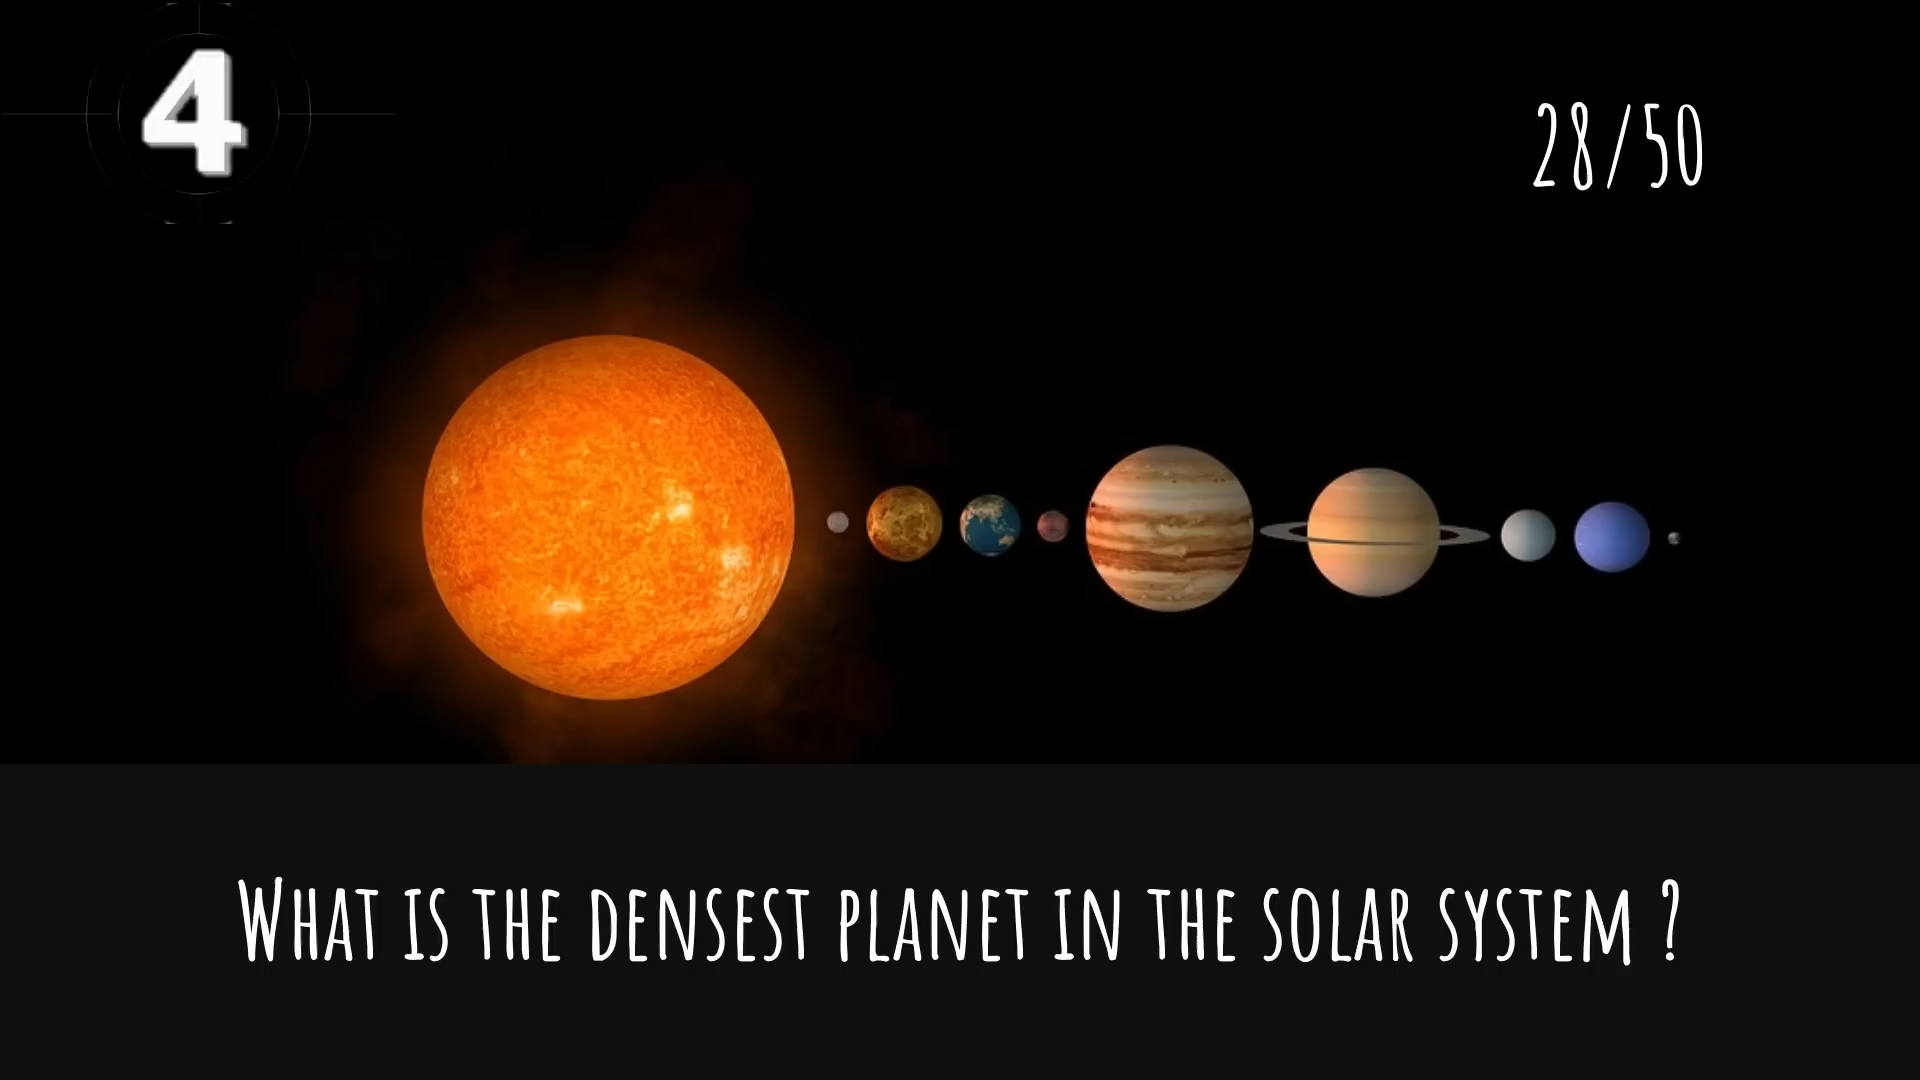 4
28/50
What is the densest planet in the solar system ?